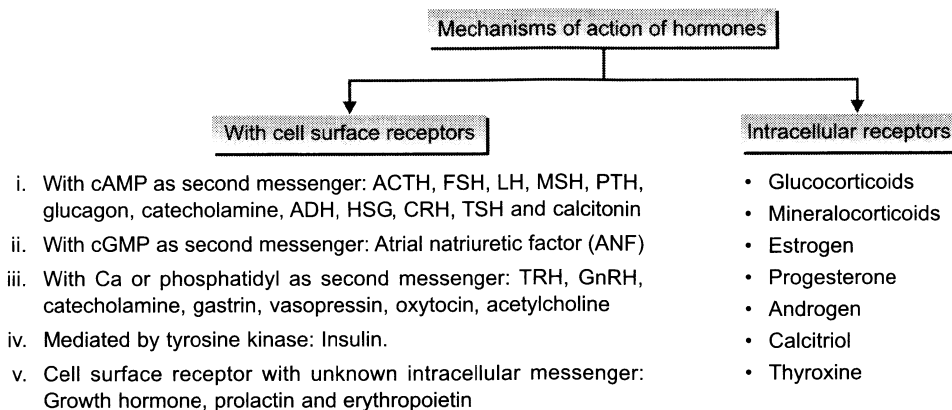 Mechanisms of action of hormones
With cell surface receptors
Intracellular receptors
i. With cAMP as second messenger: ACTH, FSH, LH, MSH, PTH,
glucagon, catecholamine, ADH, HSG, CRH, TSH and calcitonin
ii. With cGMP as second messenger: Atrial natriuretic factor (ANF)
iii. With Ca or phosphatidyl as second messenger: TRH, GnRH,
catecholamine, gastrin, vasopressin, oxytocin, acetylcholine
iv. Mediated by tyrosine kinase: Insulin.
v. Cell surface receptor with unknown intracellular messenger:
Growth hormone, prolactin and erythropoietin
• Glucocorticoids
• Mineralocorticoids
• Estrogen
• Progesterone
• Androgen
• Calcitriol
• Thyroxine